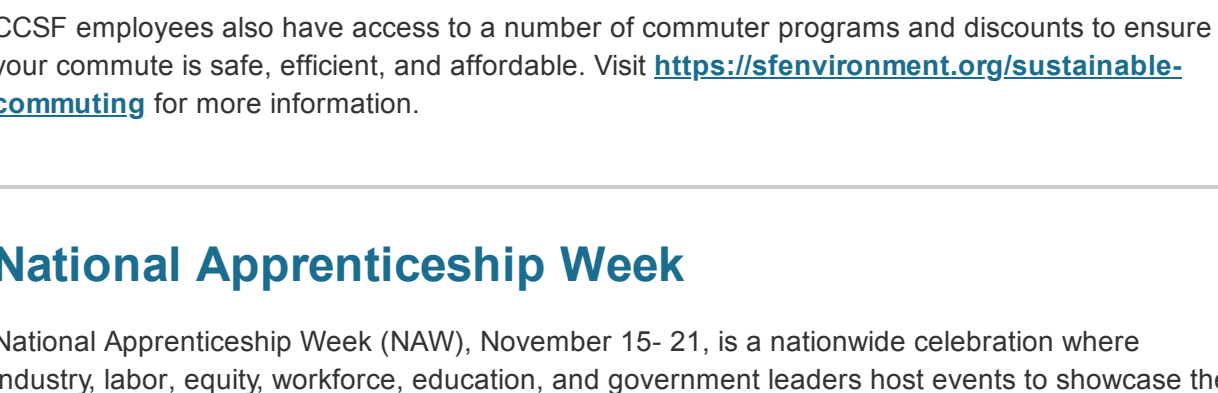 CCSF employees also have access to a number of commuter programs and discounts to ensure
your commute is safe, efficient, and affordable. Visit https://sfenvironment.org/sustainable-
commuting for more information.
National Apprenticeship Week
National Apprenticeship Week (NAW), November 15- 21, is a nationwide celebration where
industry, labor, equity, workforce, education, and government leaders host events to showcase the